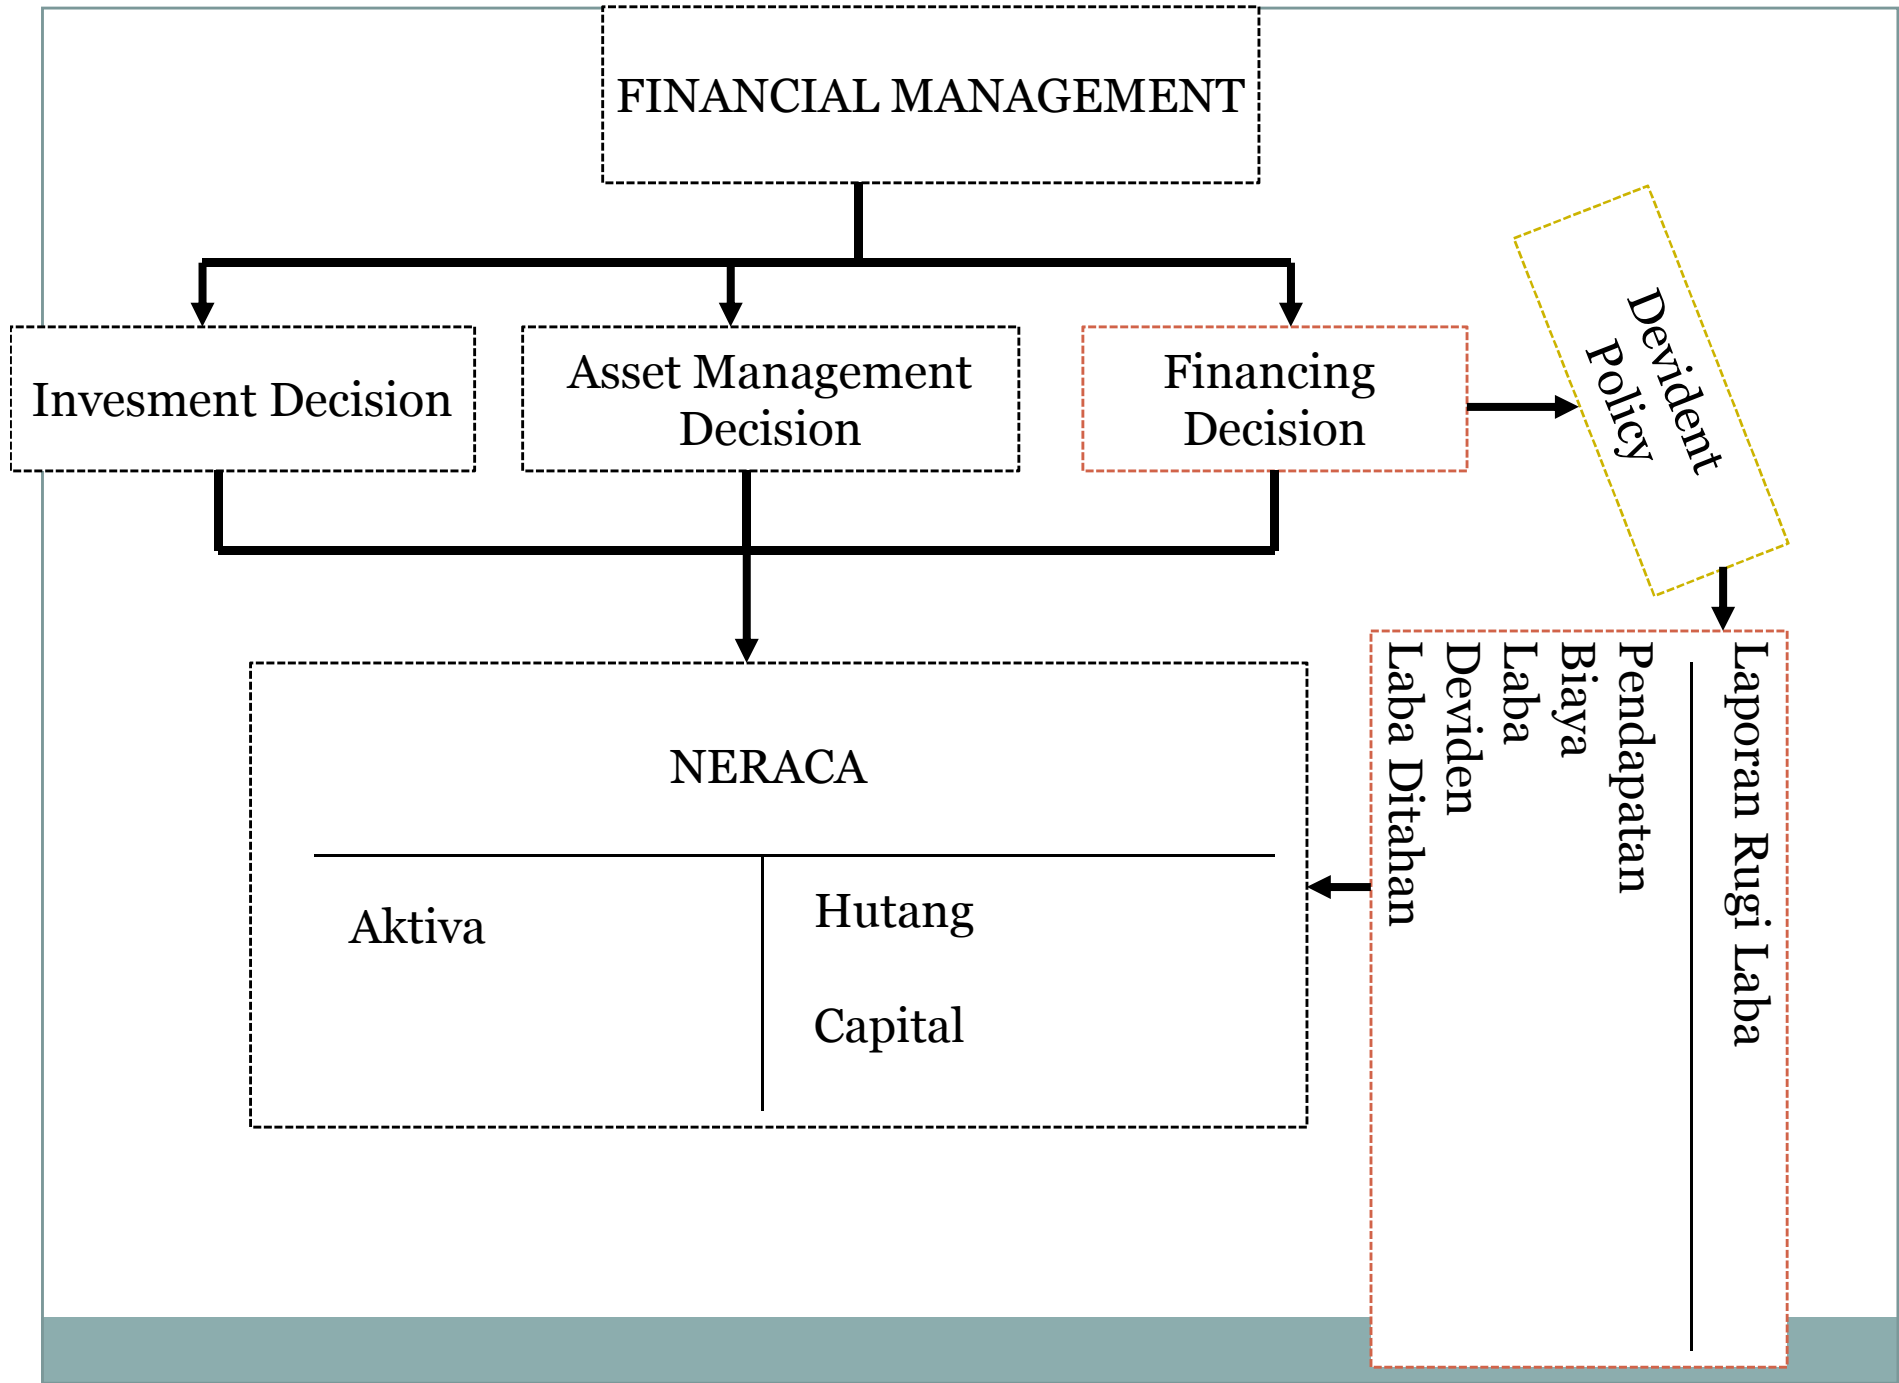 FINANCIAL MANAGEMENT
Invesment Decision
Asset Management
Decision
Financing
Decision
Devident
Policy
NERACA
Aktiva
Hutang
Capital
Laporan Rugi Laba
Pendapatan
Biaya
Laba
Deviden
Laba Ditahan